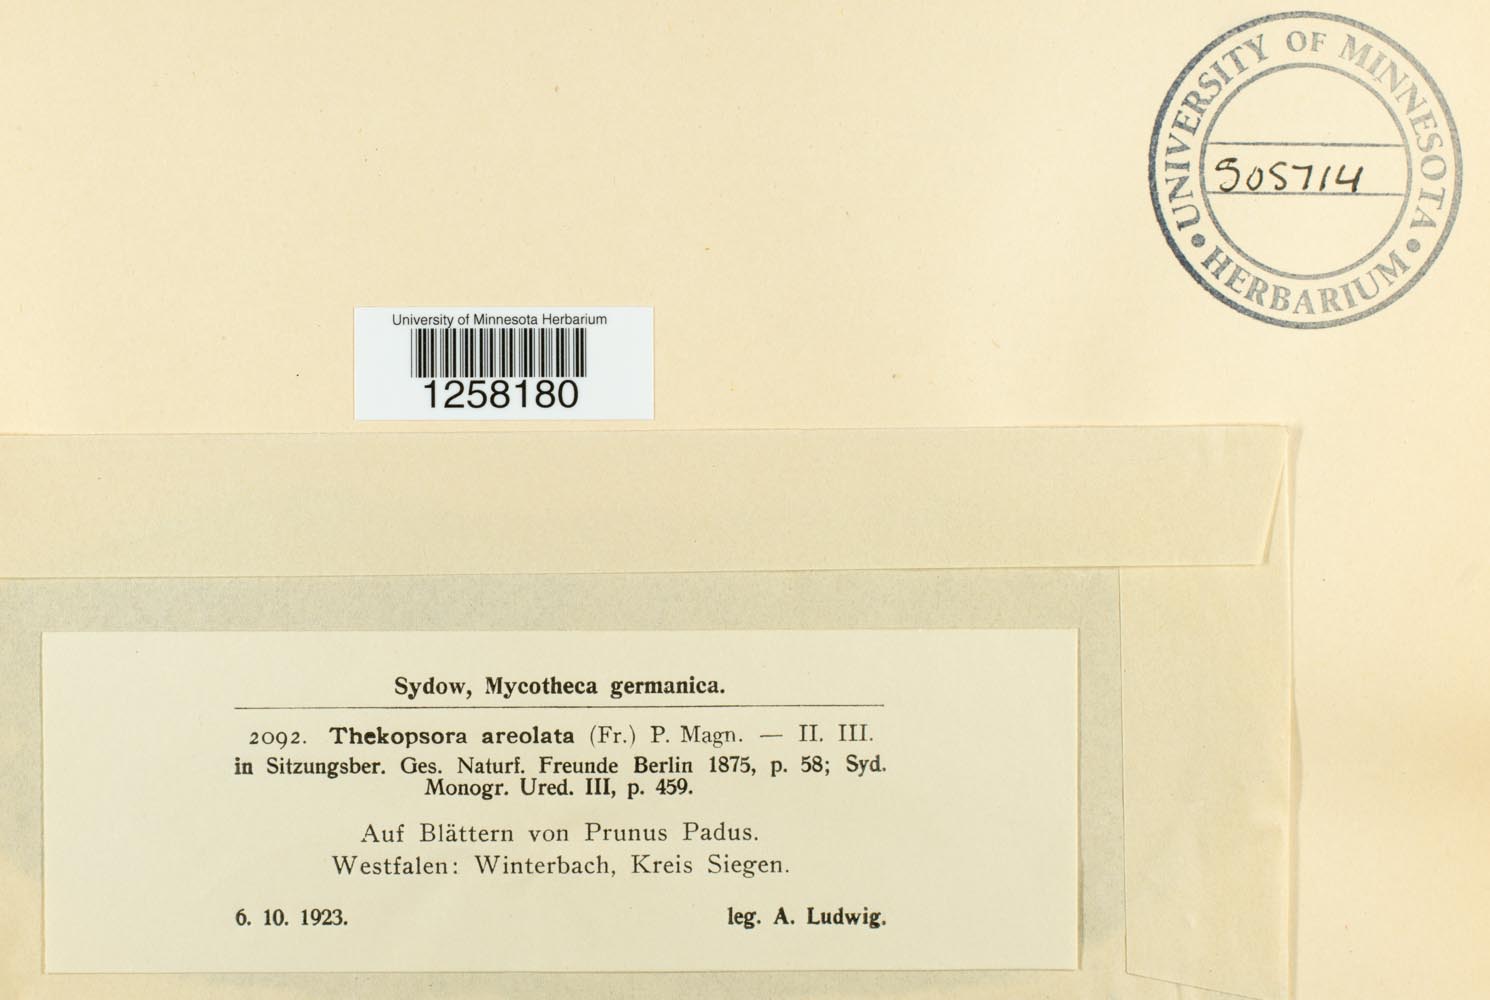 UNIVERSITY OF MINNESOTA
505714
HERBARIUM
University of Minnesota Herbarium
1258180
Sydow, Mycotheca germanica.
2092. Thekopsora areolata (Fr.) P. Magn. — II. III.
in Sitzungsber. Ges. Naturf. Freunde Berlin 1875, p. 58; Syd.
Monogr. Ured. III, p. 459.
Auf Blättern von Prunus Padus.
Westfalen: Winterbach, Kreis Siegen.
6. 10. 1923.
leg. A. Ludwig.